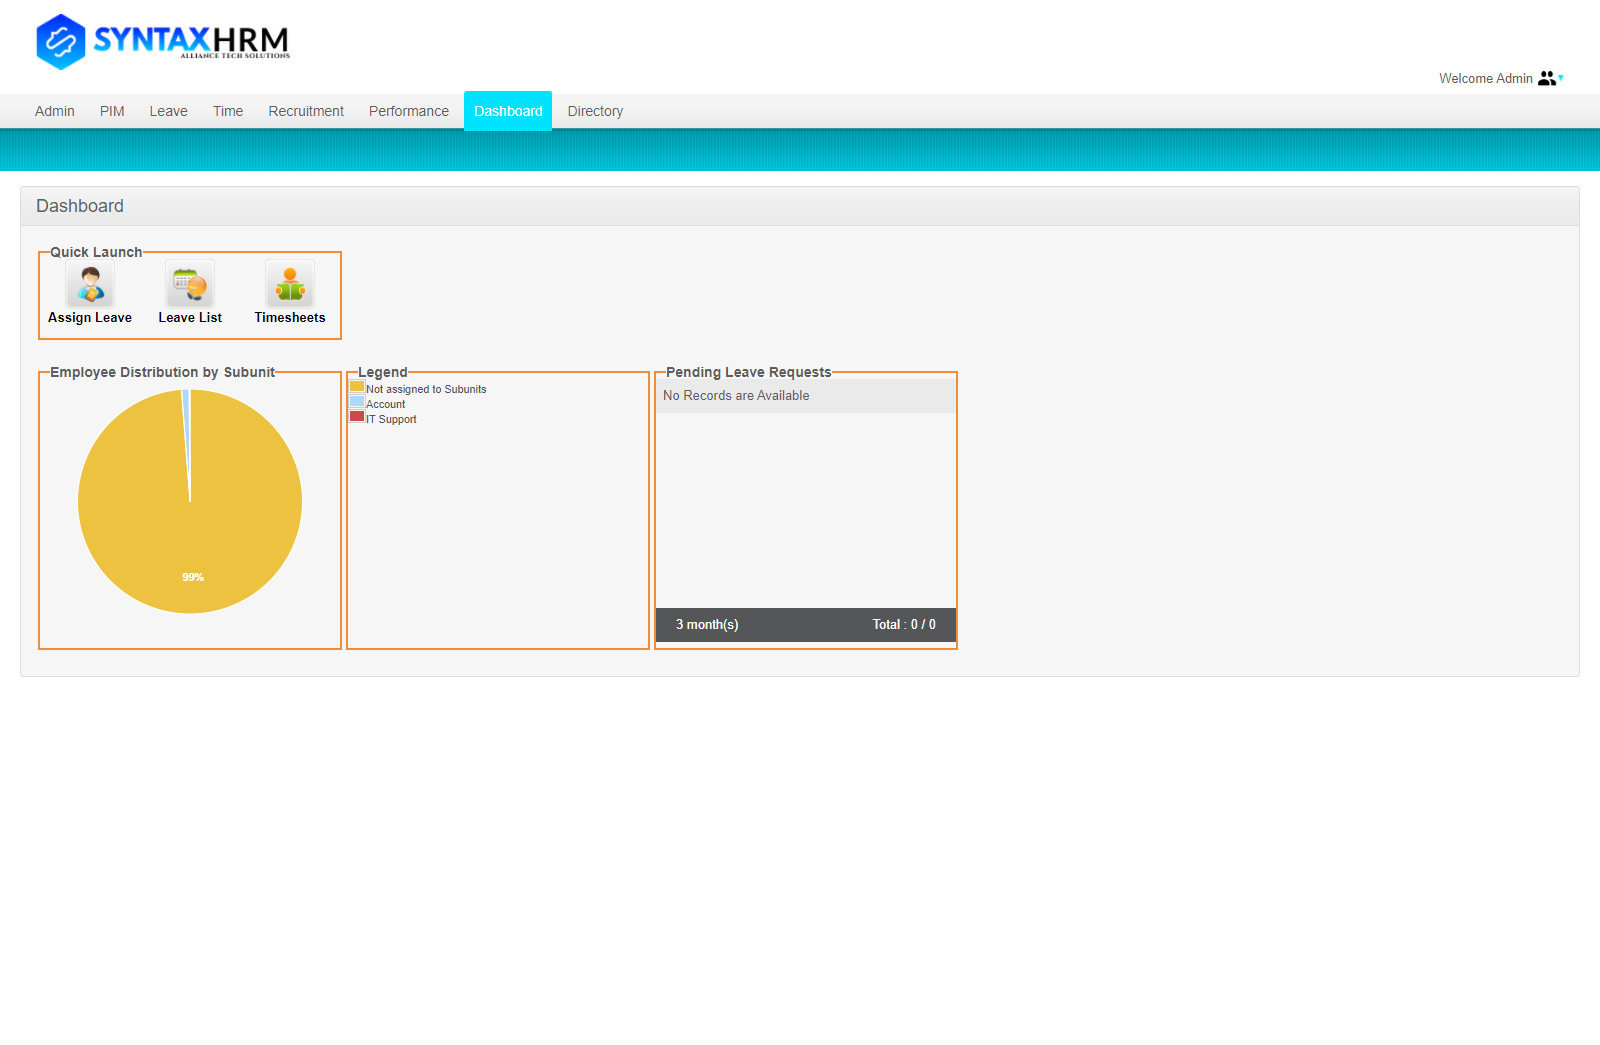 SYNTAXHRM
ALLIANCE TECH SOLUTIONS
Welcome Admin
Admin PIM Leave Time Recruitment Performance Dashboard Directory
Dashboard
Quick Launch
Assign Leave Leave List Timesheets
Employee Distribution by Subunit
99%
Legend
Not assigned to Subunits
Account
IT Support
Pending Leave Requests
No Records are Available
3 month(s) Total : 0 / 0